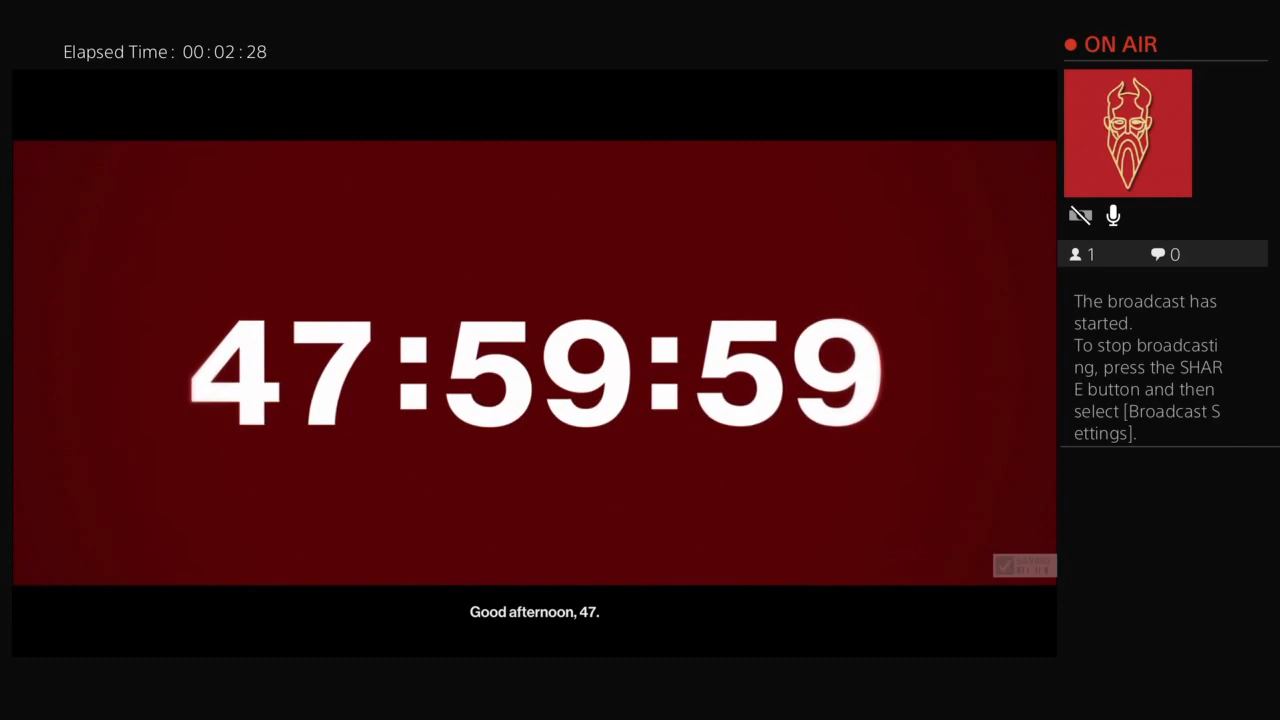 Elapsed Time: 00:02:28
ON AIR
1
0
The broadcast has
started.
To stop broadcasti
ng, press the SHAR
E button and then
select [Broadcast S
ettings].
47:59:59
Good afternoon, 47.